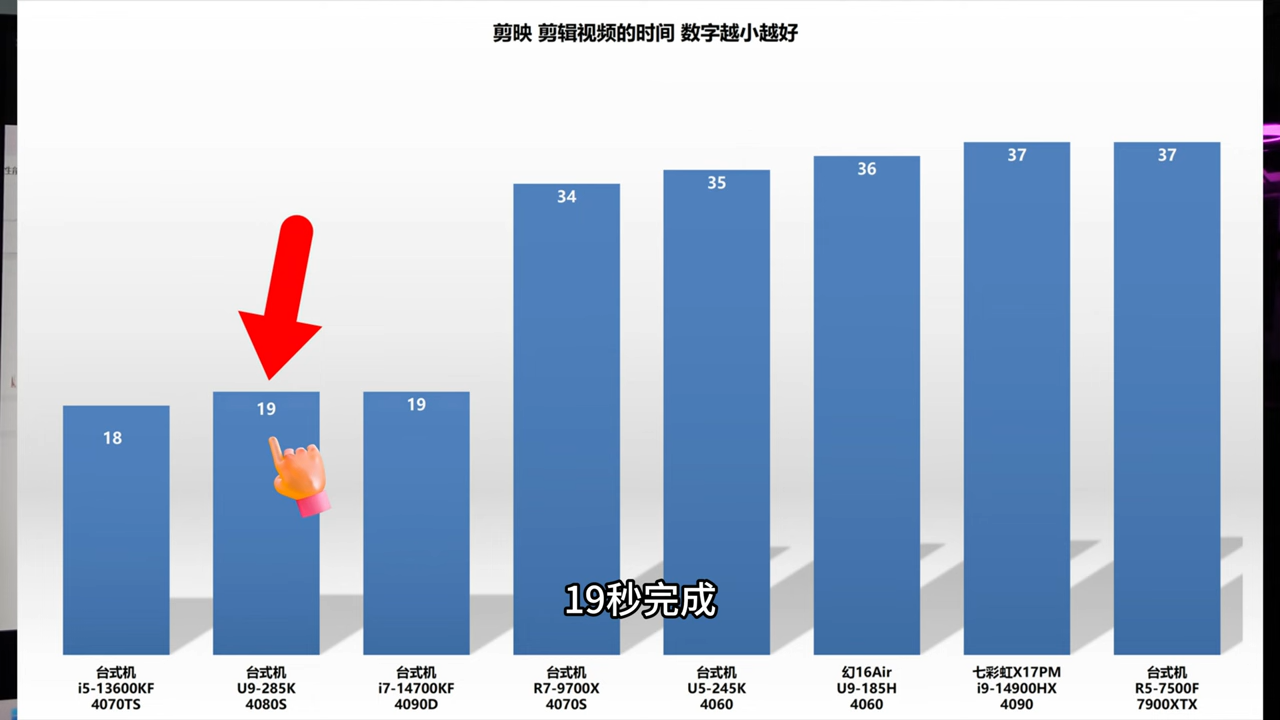 剪映 剪辑视频的时间 数字越小越好
18
19
19
34
35
36
37
37
19秒完成
台式机
i5-13600KF
4070TS
台式机
U9-285K
4080S
台式机
i7-14700KF
4090D
台式机
R7-9700X
4070S
台式机
U5-245K
4060
幻16Air
U9-185H
4060
七彩虹X17PM
i9-14900HX
4090
台式机
R5-7500F
7900XTX